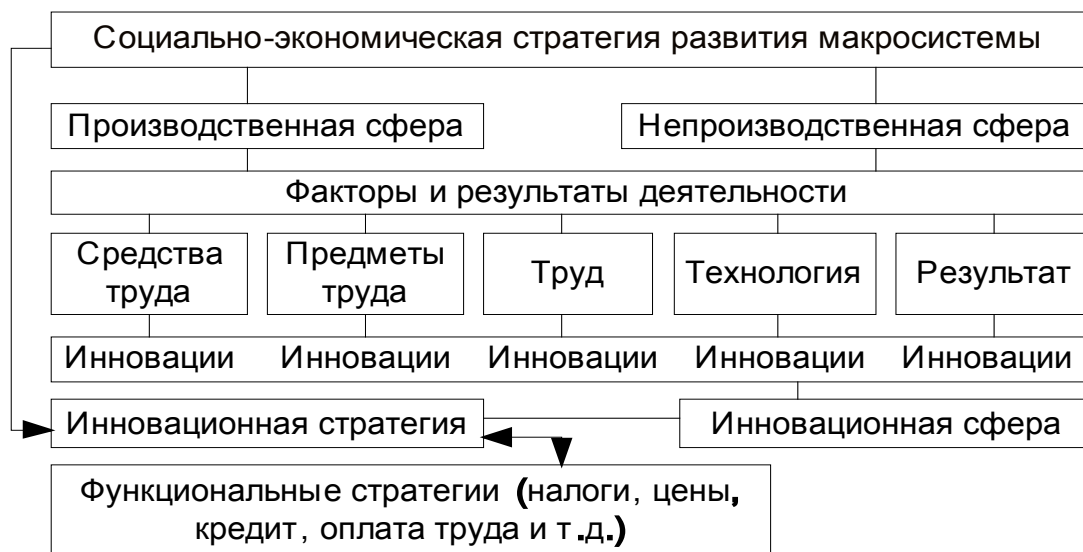 Социально-экономическая стратегия развития макросистемы
Производственная сфера
Непроизводственная сфера
Факторы и результаты деятельности
Средства
труда
Предметы
труда
Труд
Технология
Результат
Инновации Инновации Инновации Инновации Инновации
Инновационная стратегия
Инновационная сфера
Функциональные стратегии (налоги, цены,
кредит, оплата труда и т.д.)